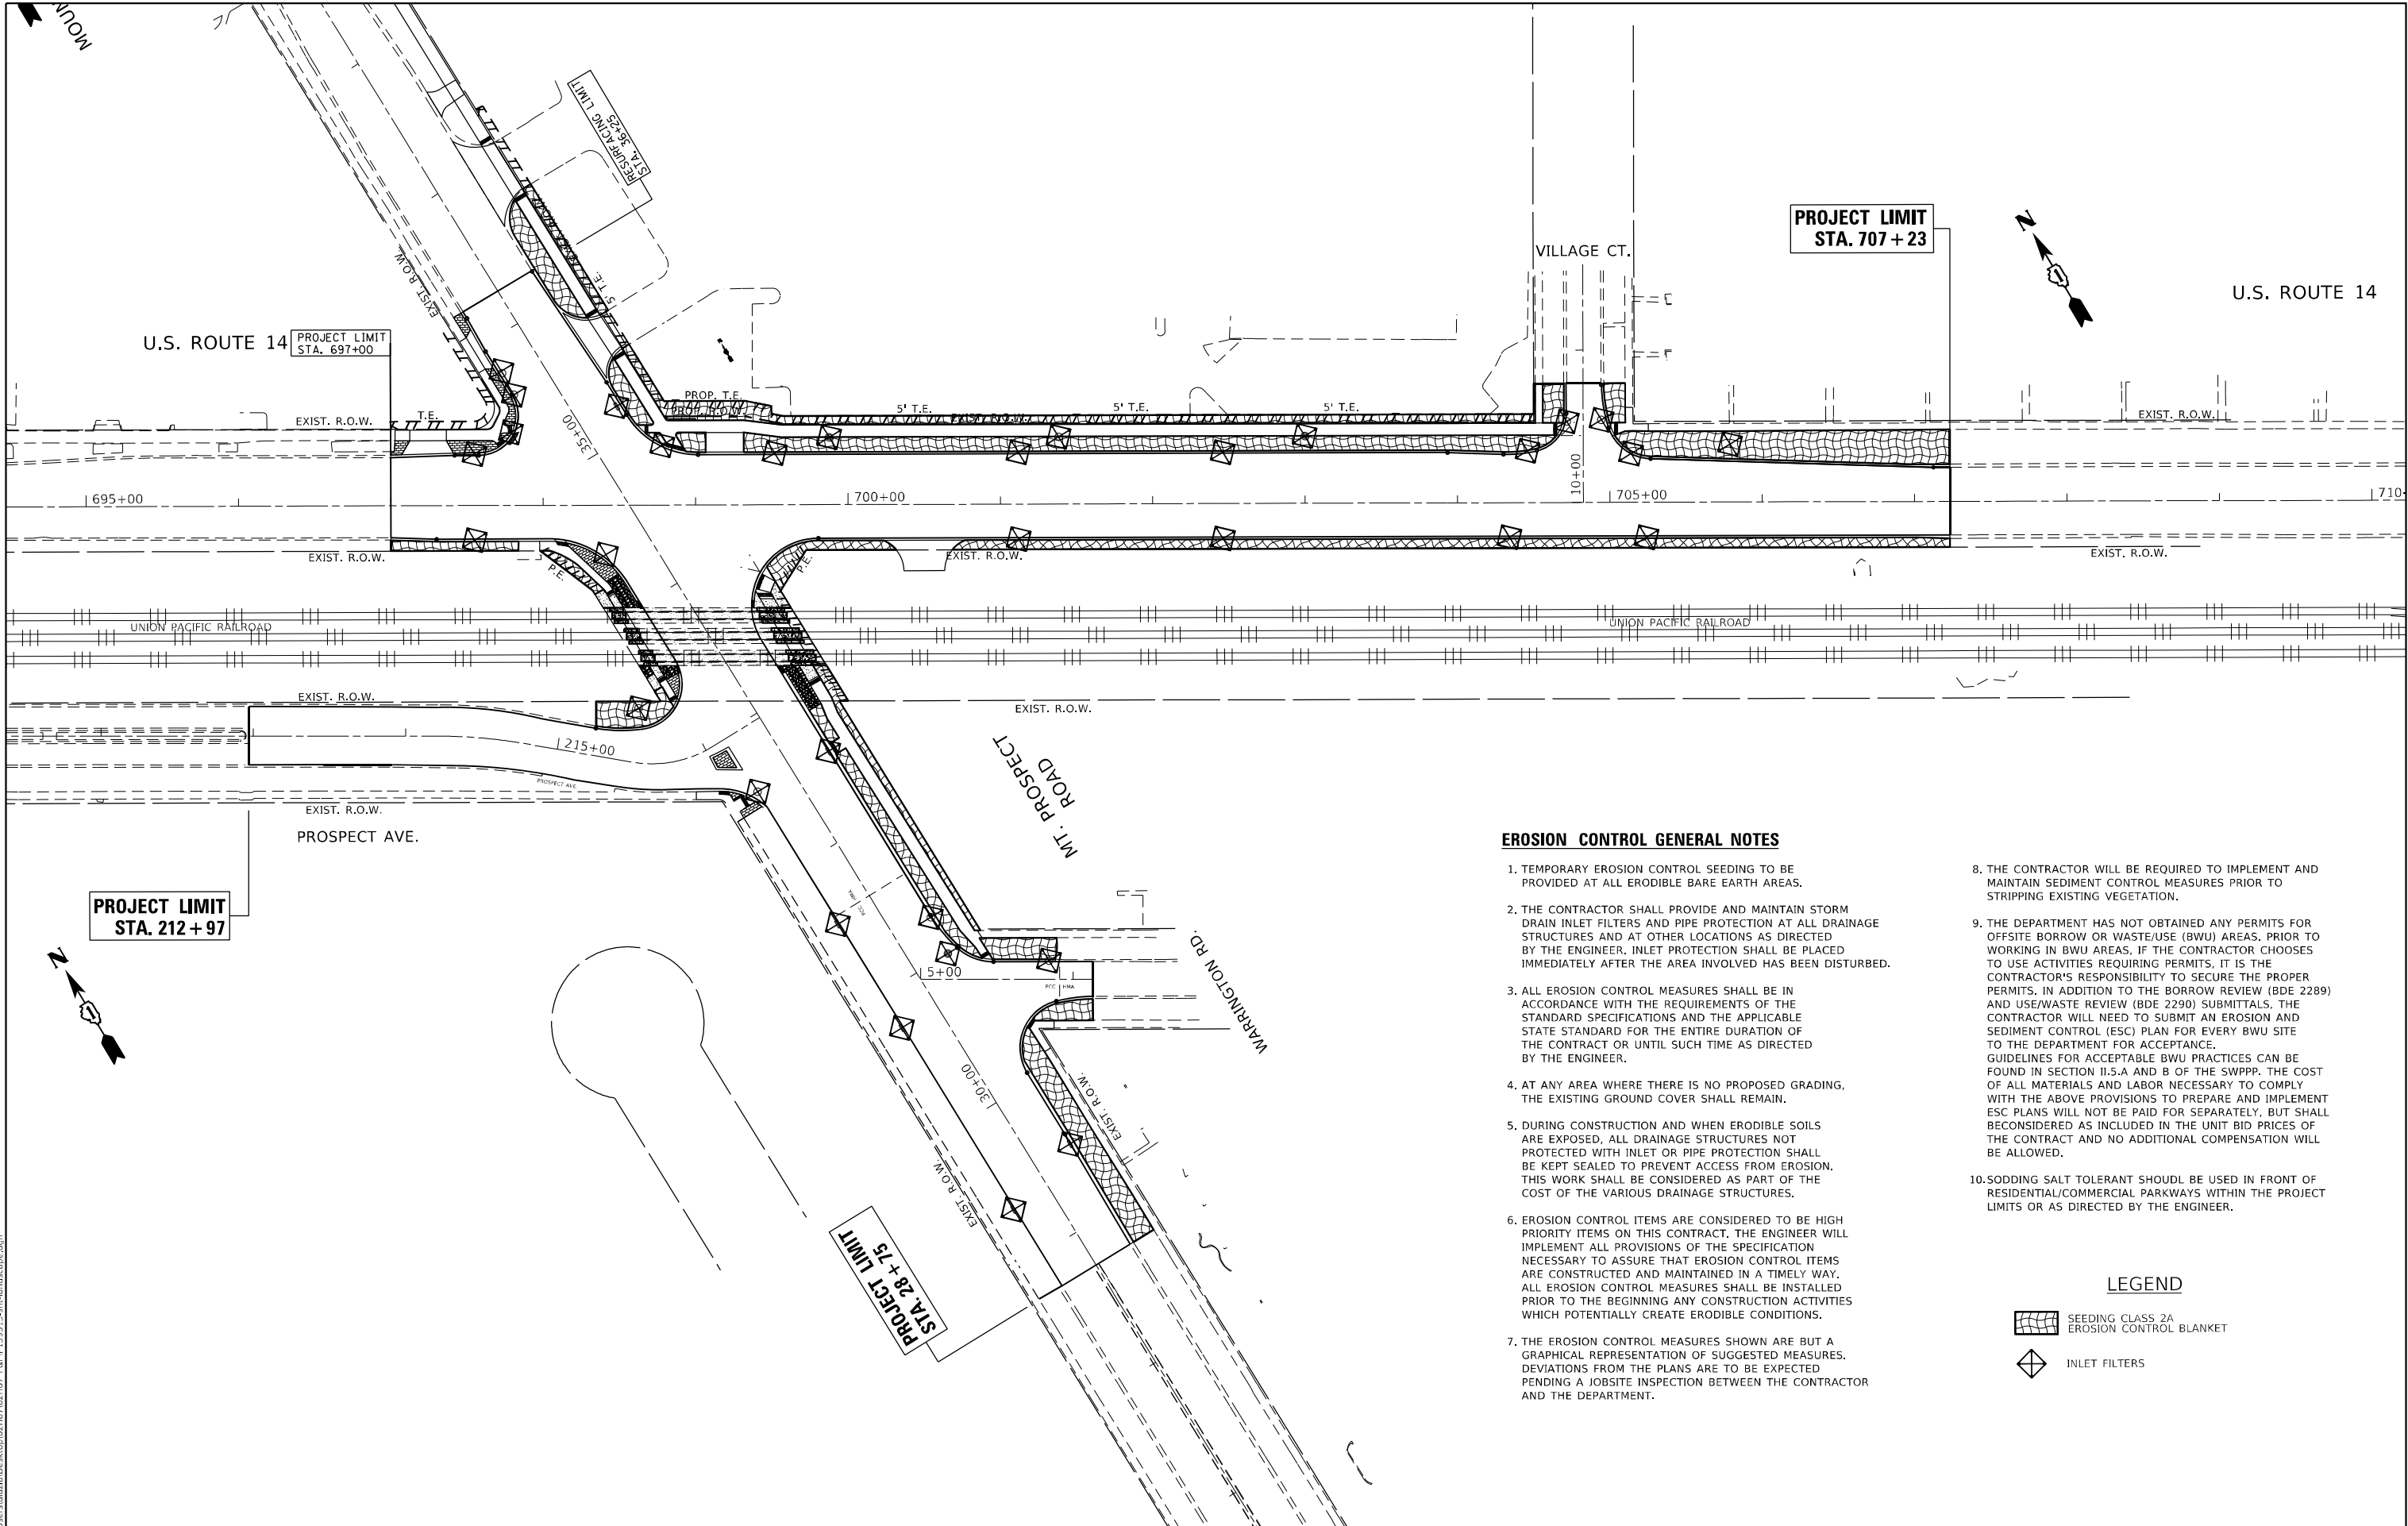 MOUN
RESURFACING LIMIT
STA. 36+25
EXIST. R.O.W.
5' T.E.
U.S. ROUTE 14
PROJECT LIMIT
STA. 697+00
VILLAGE CT.
PROJECT LIMIT
STA. 707+23
N
U.S. ROUTE 14
EXIST. R.O.W.
T.E.
PROP. T.E.
PROP. R.O.W.
5' T.E.
EXIST. R.O.W.
5' T.E.
5' T.E.
EXIST. R.O.W.
35+00
10+00
695+00
700+00
705+00
710
EXIST. R.O.W.
P.E.
P.E.
EXIST. R.O.W.
EXIST. R.O.W.
UNION PACIFIC RAILROAD
UNION PACIFIC RAILROAD
EXIST. R.O.W.
EXIST. R.O.W.
215+00
PROSPECT AVE.
EXIST. R.O.W.
PROSPECT AVE.
MT. PROSPECT
ROAD
PROJECT LIMIT
STA. 212+97
N
PCC HMA
5+00
PCC HMA
WARRINGTON RD.
30+00
EXIST. R.O.W.
EXIST. R.O.W.
PROJECT LIMIT
STA. 28+75
EROSION CONTROL GENERAL NOTES
1. TEMPORARY EROSION CONTROL SEEDING TO BE
PROVIDED AT ALL ERODIBLE BARE EARTH AREAS.
2. THE CONTRACTOR SHALL PROVIDE AND MAINTAIN STORM
DRAIN INLET FILTERS AND PIPE PROTECTION AT ALL DRAINAGE
STRUCTURES AND AT OTHER LOCATIONS AS DIRECTED
BY THE ENGINEER. INLET PROTECTION SHALL BE PLACED
IMMEDIATELY AFTER THE AREA INVOLVED HAS BEEN DISTURBED.
3. ALL EROSION CONTROL MEASURES SHALL BE IN
ACCORDANCE WITH THE REQUIREMENTS OF THE
STANDARD SPECIFICATIONS AND THE APPLICABLE
STATE STANDARD FOR THE ENTIRE DURATION OF
THE CONTRACT OR UNTIL SUCH TIME AS DIRECTED
BY THE ENGINEER.
4. AT ANY AREA WHERE THERE IS NO PROPOSED GRADING,
THE EXISTING GROUND COVER SHALL REMAIN.
5. DURING CONSTRUCTION AND WHEN ERODIBLE SOILS
ARE EXPOSED, ALL DRAINAGE STRUCTURES NOT
PROTECTED WITH INLET OR PIPE PROTECTION SHALL
BE KEPT SEALED TO PREVENT ACCESS FROM EROSION.
THIS WORK SHALL BE CONSIDERED AS PART OF THE
COST OF THE VARIOUS DRAINAGE STRUCTURES.
6. EROSION CONTROL ITEMS ARE CONSIDERED TO BE HIGH
PRIORITY ITEMS ON THIS CONTRACT. THE ENGINEER WILL
IMPLEMENT ALL PROVISIONS OF THE SPECIFICATION
NECESSARY TO ASSURE THAT EROSION CONTROL ITEMS
ARE CONSTRUCTED AND MAINTAINED IN A TIMELY WAY.
ALL EROSION CONTROL MEASURES SHALL BE INSTALLED
PRIOR TO THE BEGINNING ANY CONSTRUCTION ACTIVITIES
WHICH POTENTIALLY CREATE ERODIBLE CONDITIONS.
7. THE EROSION CONTROL MEASURES SHOWN ARE BUT A
GRAPHICAL REPRESENTATION OF SUGGESTED MEASURES.
DEVIATIONS FROM THE PLANS ARE TO BE EXPECTED
PENDING A JOBSITE INSPECTION BETWEEN THE CONTRACTOR
AND THE DEPARTMENT.
8. THE CONTRACTOR WILL BE REQUIRED TO IMPLEMENT AND
MAINTAIN SEDIMENT CONTROL MEASURES PRIOR TO
STRIPPING EXISTING VEGETATION.
9. THE DEPARTMENT HAS NOT OBTAINED ANY PERMITS FOR
OFFSITE BORROW OR WASTE/USE (BWU) AREAS. PRIOR TO
WORKING IN BWU AREAS, IF THE CONTRACTOR CHOOSES
TO USE ACTIVITIES REQUIRING PERMITS, IT IS THE
CONTRACTOR'S RESPONSIBILITY TO SECURE THE PROPER
PERMITS. IN ADDITION TO THE BORROW REVIEW (BDE 2289)
AND USE/WASTE REVIEW (BDE 2290) SUBMITTALS, THE
CONTRACTOR WILL NEED TO SUBMIT AN EROSION AND
SEDIMENT CONTROL (ESC) PLAN FOR EVERY BWU SITE
TO THE DEPARTMENT FOR ACCEPTANCE.
GUIDELINES FOR ACCEPTABLE BWU PRACTICES CAN BE
FOUND IN SECTION II.5.A AND B OF THE SWPPP. THE COST
OF ALL MATERIALS AND LABOR NECESSARY TO COMPLY
WITH THE ABOVE PROVISIONS TO PREPARE AND IMPLEMENT
ESC PLANS WILL NOT BE PAID FOR SEPARATELY, BUT SHALL
BECONSIDERED AS INCLUDED IN THE UNIT BID PRICES OF
THE CONTRACT AND NO ADDITIONAL COMPENSATION WILL
BE ALLOWED.
10. SODDING SALT TOLERANT SHOUDL BE USED IN FRONT OF
RESIDENTIAL/COMMERCIAL PARKWAYS WITHIN THE PROJECT
LIMITS OR AS DIRECTED BY THE ENGINEER.
LEGEND
SEEDING CLASS 2A
EROSION CONTROL BLANKET
INLET FILTERS